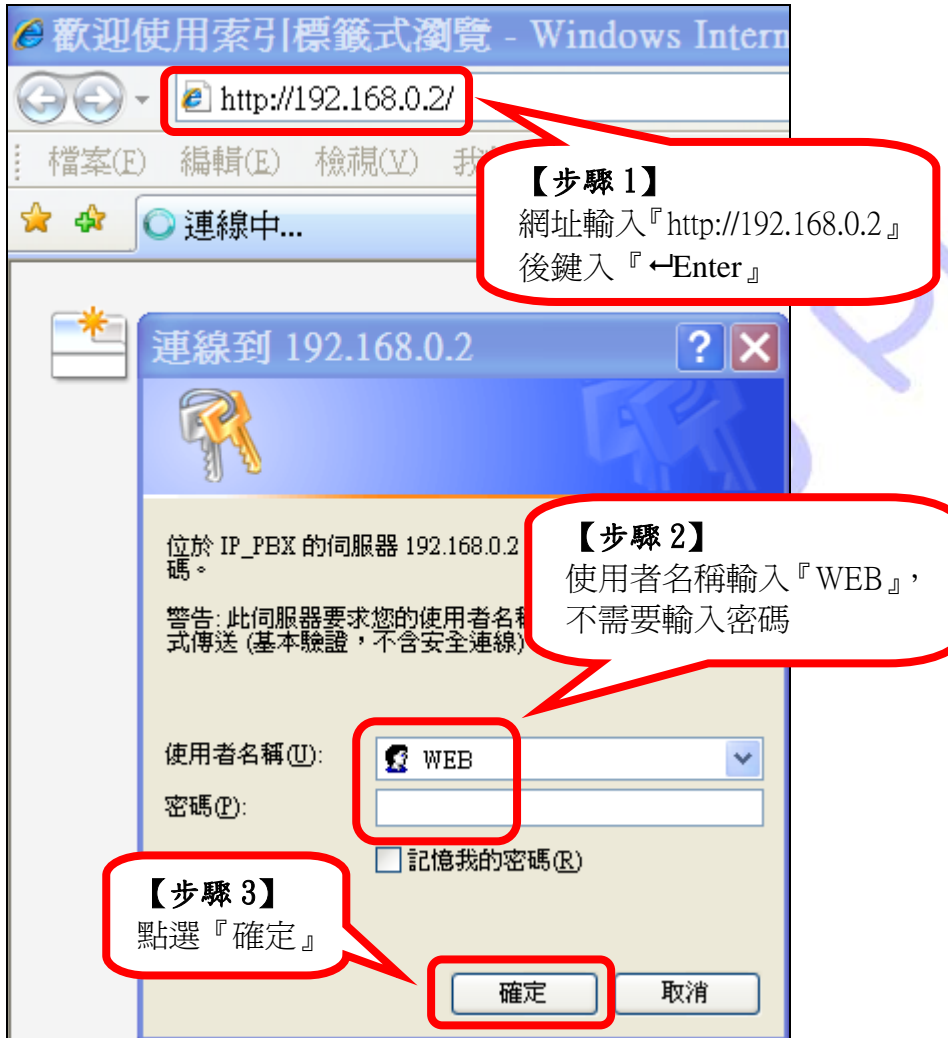 歡迎使用索引標籤式瀏覽 - Windows Intern
http://192.168.0.2/
檔案(F) 編輯(E) 檢視(V)
【步驟 1】
網址輸入『http://192.168.0.2』
後鍵入『↵Enter』
連線中...
連線到 192.168.0.2
位於 IP_PBX 的伺服器 192.168.0.2
碼。
警告: 此伺服器要求您的使用者名
式傳送 (基本驗證，不含安全連線)
【步驟 2】
使用者名稱輸入『WEB』，
不需要輸入密碼
使用者名稱(U): WEB
密碼(P):
記憶我的密碼(R)
【步驟 3】
點選『確定』
確定 取消